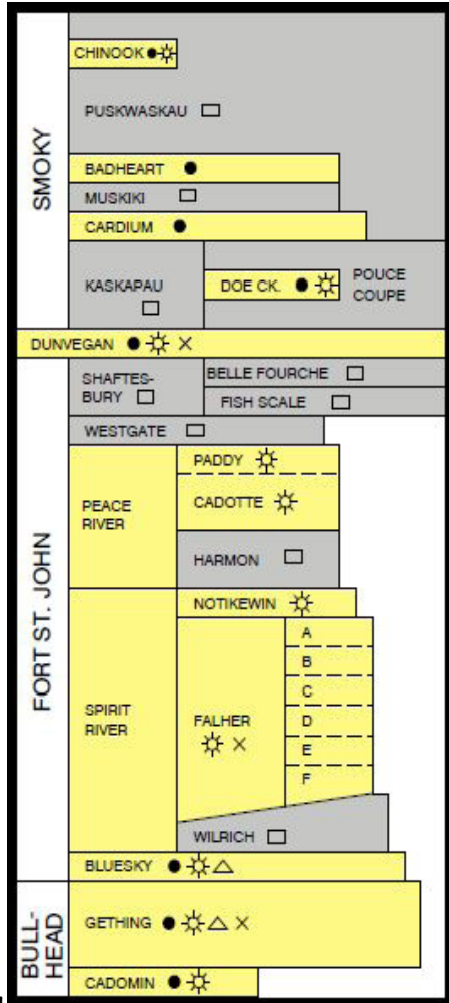 SMOKY
CHINOOK
PUSKWASKAU
BADHEART
MUSKIKI
CARDIUM
KASKAPAU
DOE CK.
POUCE
COUPE
DUNVEGAN
FORT ST. JOHN
SHAFTES-
BURY
BELLE FOURCHE
FISH SCALE
WESTGATE
PEACE
RIVER
PADDY
CADOTTE
HARMON
SPIRIT
RIVER
NOTIKEWIN
FALHER
A
B
C
D
E
F
WILRICH
BLUESKY
BULL-
HEAD
GETHING
CADOMIN